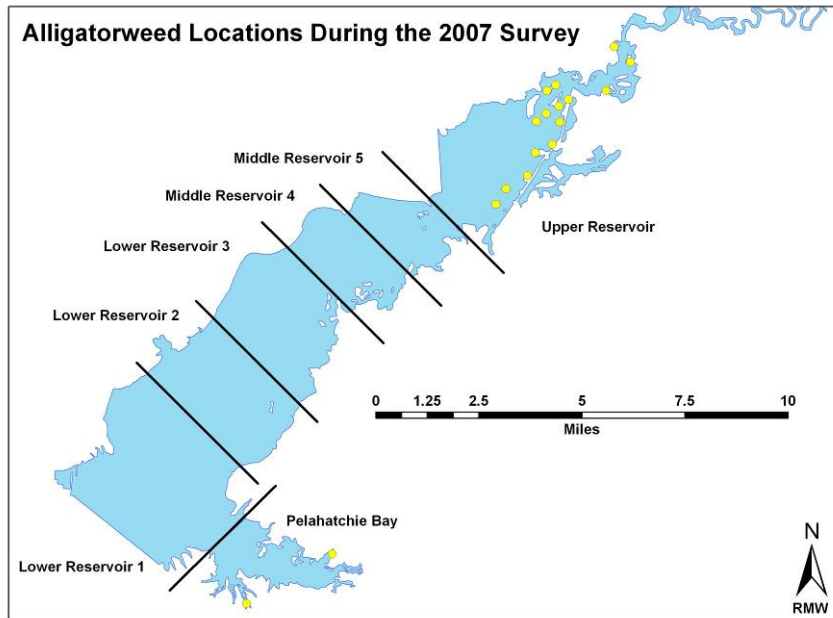 Alligatorweed Locations During the 2007 Survey
Middle Reservoir 5
Middle Reservoir 4
Upper Reservoir
Lower Reservoir 3
Lower Reservoir 2
0 1.25 2.5 5 7.5 10
Miles
Pelahatchie Bay
Lower Reservoir 1
N
RMW